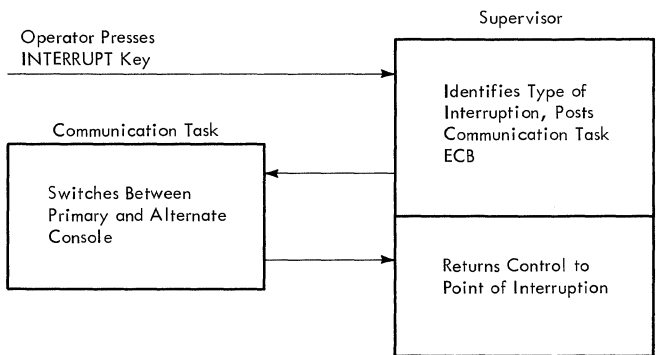 Supervisor
Operator Presses
INTERRUPT Key
Identifies Type of
Interruption, Posts
Communication Task
ECB
Communication Task
Switches Between
Primary and Alternate
Console
Returns Control to
Point of Interruption